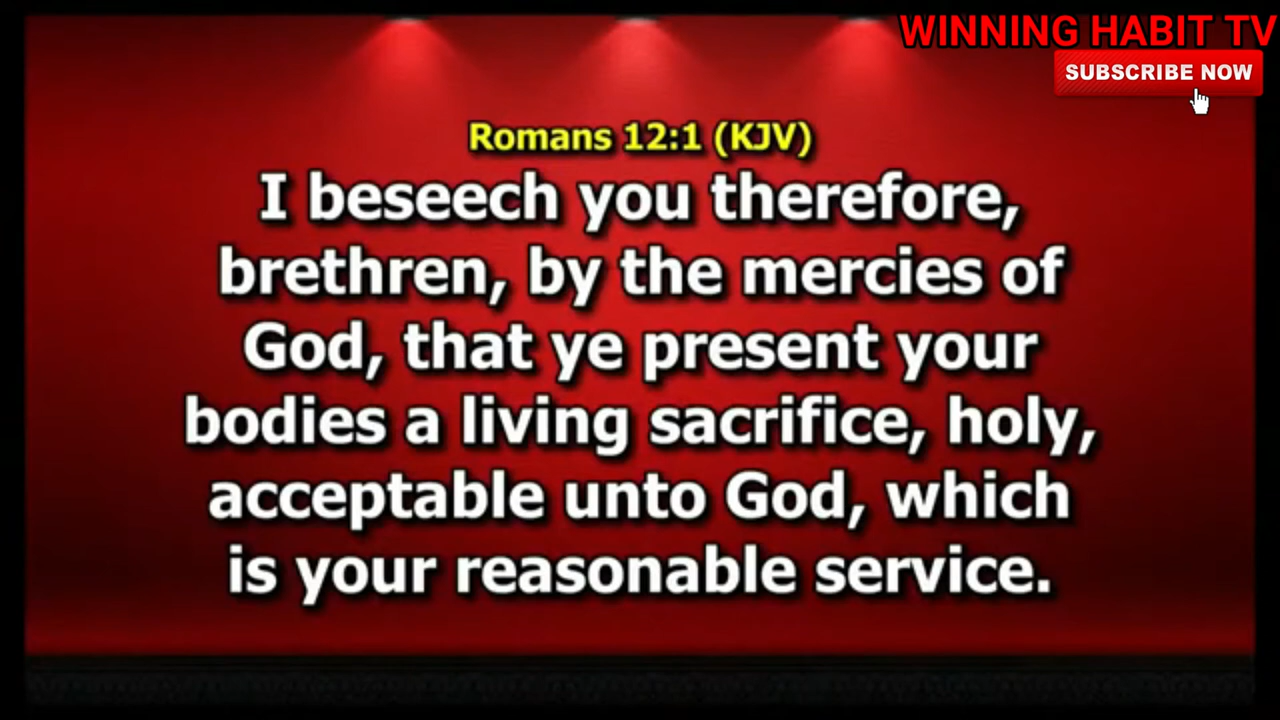 WINNING HABIT TV
SUBSCRIBE NOW
Romans 12:1 (KJV)
I beseech you therefore,
brethren, by the mercies of
God, that ye present your
bodies a living sacrifice, holy,
acceptable unto God, which
is your reasonable service.